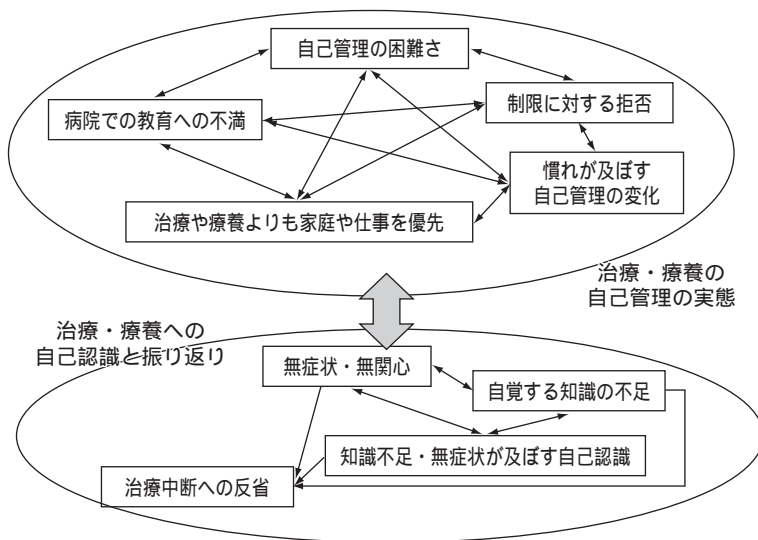 自己管理の困難さ
制限に対する拒否
病院での教育への不満
慣れが及ぼす
自己管理の変化
治療や療養よりも家庭や仕事を優先
治療・療養の
自己管理の実態
治療・療養への
自己認識と振り返り
無症状・無関心
自覚する知識の不足
知識不足・無症状が及ぼす自己認識
治療中断への反省